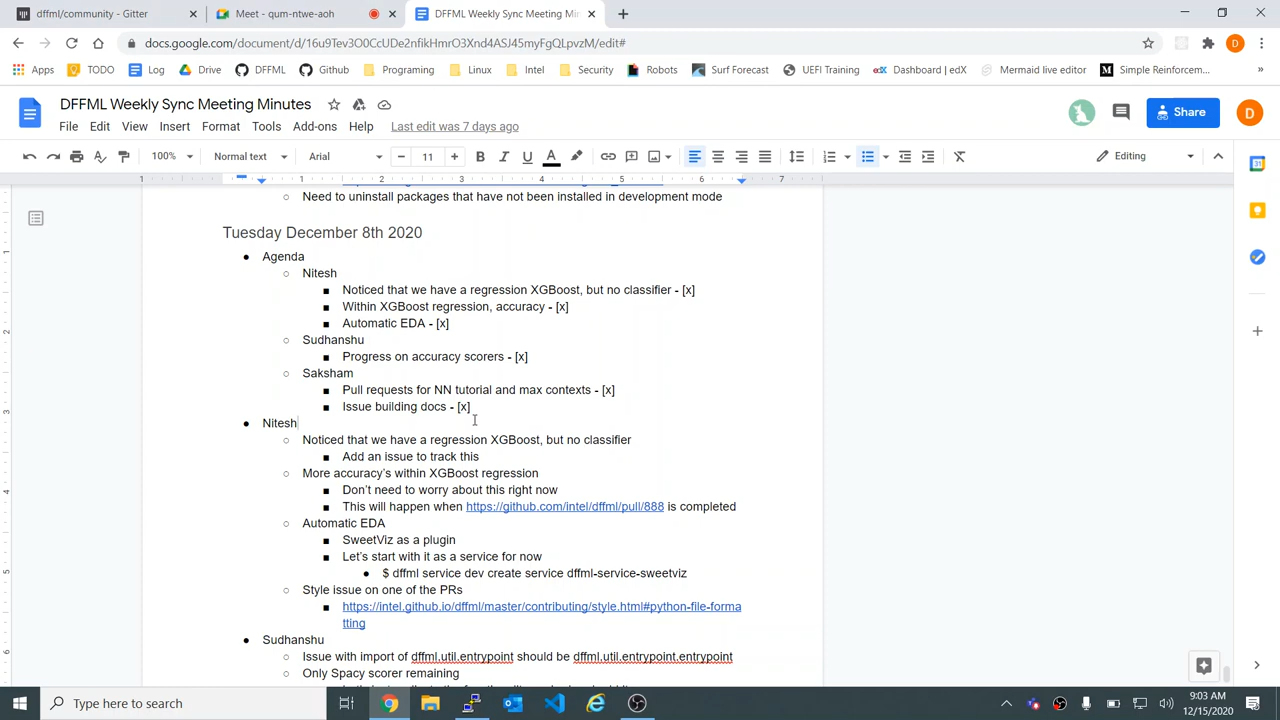 dffml/community - Gitter
Meet - qum-nwte-aoh
DFFML Weekly Sync Meeting Min
docs.google.com/document/d/16u9Tev3O0CcUDe2nfikHmrO3Xnd4ASJ45myFgQLpvzM/edit#
Apps TODO Log Drive DFFML Github Programing Linux Intel Security Robots Surf Forecast UEFI Training Dashboard | edX Mermaid live editor Simple Reinforcem...
DFFML Weekly Sync Meeting Minutes
Share D
File Edit View Insert Format Tools Add-ons Help Last edit was 7 days ago
100% Normal text Arial 11 Editing
1 1 2 3 4 5 6 7
Need to uninstall packages that have not been installed in development mode
Tuesday December 8th 2020
Agenda
Nitesh
Noticed that we have a regression XGBoost, but no classifier - [x]
Within XGBoost regression, accuracy - [x]
Automatic EDA - [x]
Sudhanshu
Progress on accuracy scorers - [x]
Saksham
Pull requests for NN tutorial and max contexts - [x]
Issue building docs - [x]
Nitesh
Noticed that we have a regression XGBoost, but no classifier
Add an issue to track this
More accuracy's within XGBoost regression
Don't need to worry about this right now
This will happen when https://github.com/intel/dffml/pull/888 is completed
Automatic EDA
SweetViz as a plugin
Let's start with it as a service for now
$ dffml service dev create service dffml-service-sweetviz
Style issue on one of the PRs
https://intel.github.io/dffml/master/contributing/style.html#python-file-forma
tting
Sudhanshu
Issue with import of dffml.util.entrypoint should be dffml.util.entrypoint.entrypoint
Only Spacy scorer remaining
Type here to search
9:03 AM
12/15/2020